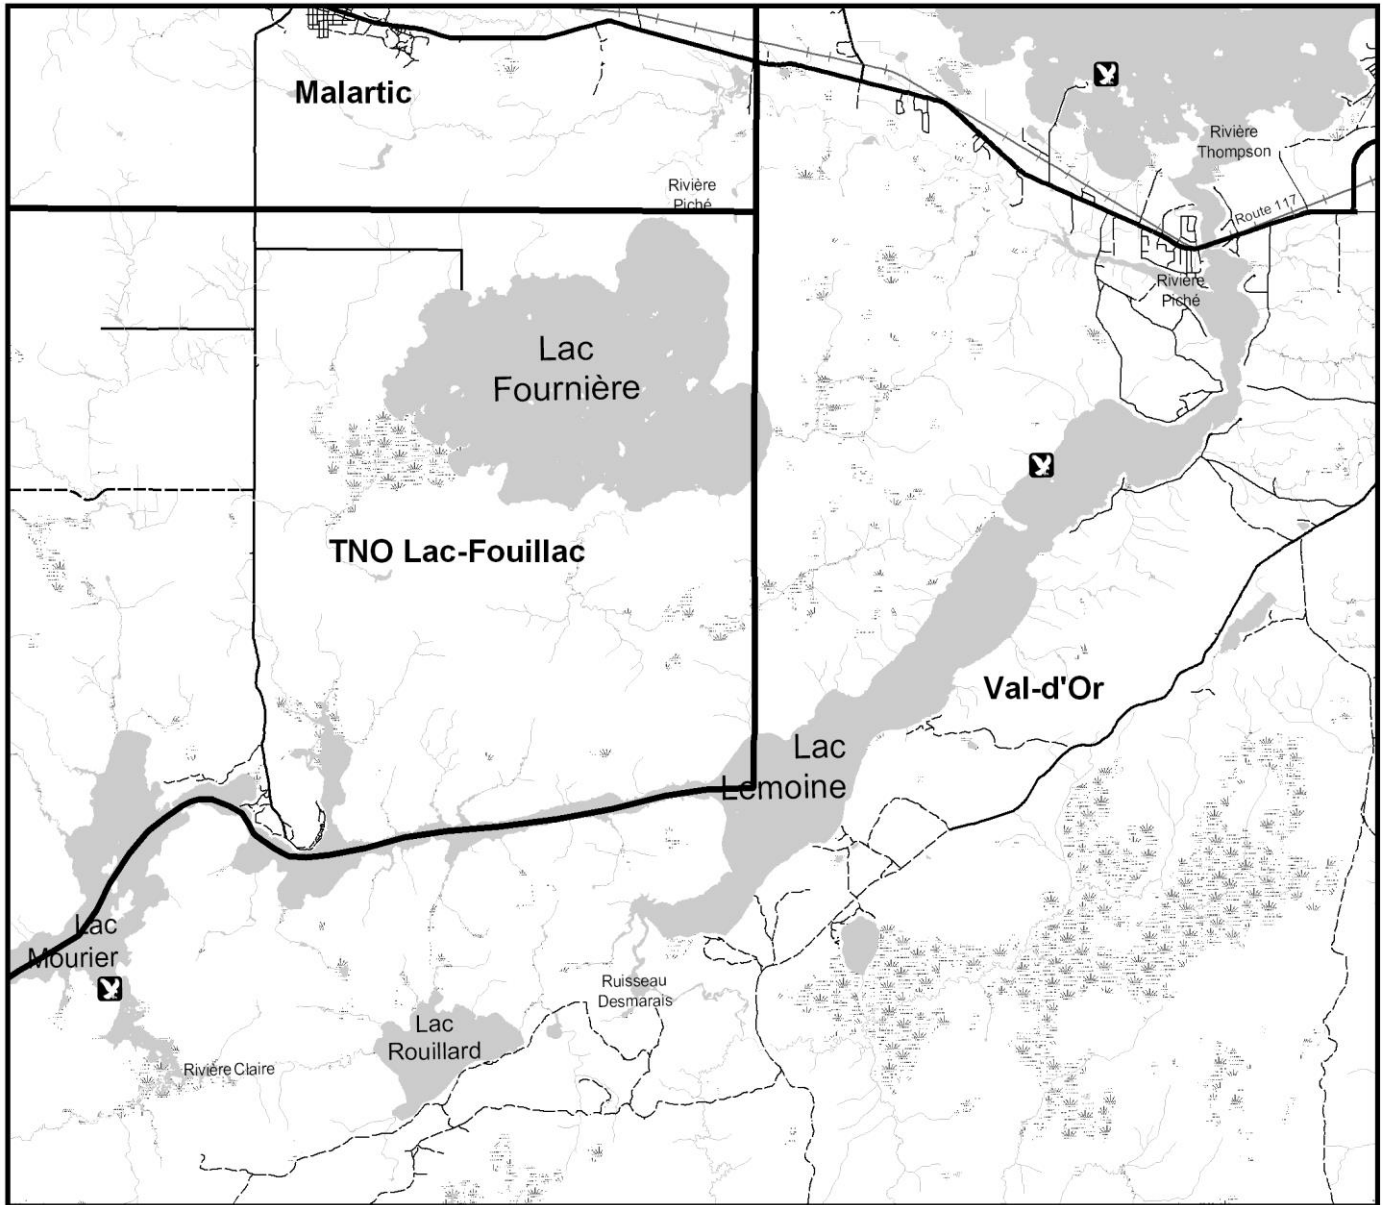 Malartic
Rivière
Thompson
Rivière
Piché
Route 117
Rivière
Piché
Lac
Fournière
TNO Lac-Fouillac
Val-d'Or
Lac
Lemoine
Lac
Mourier
Ruisseau
Desmarais
Lac
Rouillard
Rivière Claire